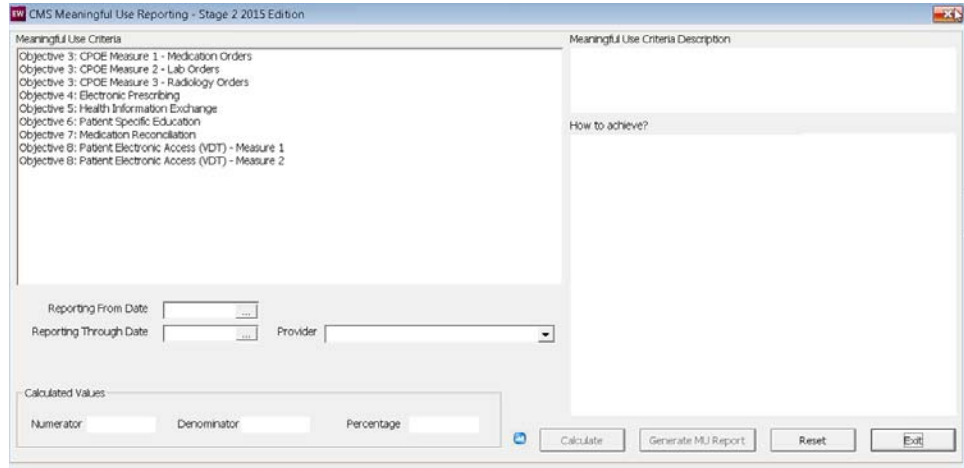 EW CMS Meaningful Use Reporting - Stage 2 2015 Edition
Meaningful Use Criteria
Objective 3: CPOE Measure 1 - Medication Orders
Objective 3: CPOE Measure 2 - Lab Orders
Objective 3: CPOE Measure 3 - Radiology Orders
Objective 4: Electronic Prescribing
Objective 5: Health Information Exchange
Objective 6: Patient Specific Education
Objective 7: Medication Reconciliation
Objective 8: Patient Electronic Access (VDT) - Measure 1
Objective 8: Patient Electronic Access (VDT) - Measure 2
Meaningful Use Criteria Description
How to achieve?
Reporting From Date ...
Reporting Through Date ... Provider
Calculated Values
Numerator Denominator Percentage
Calculate Generate MU Report Reset Exit